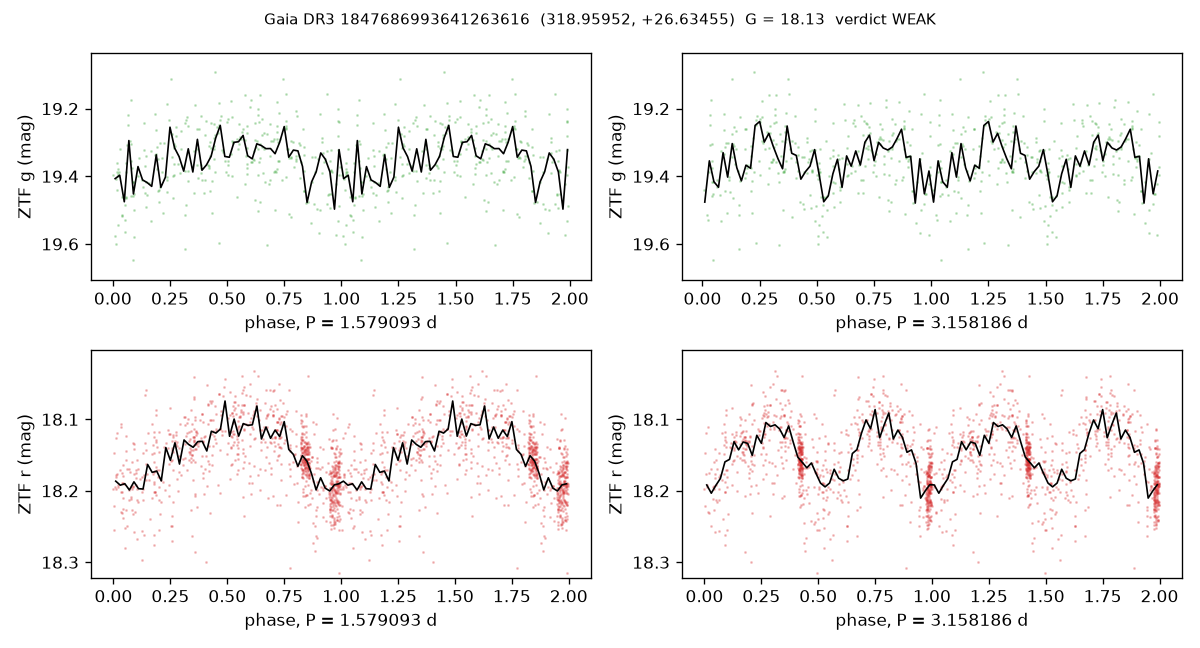 Gaia DR3 1847686993641263616 (318.95952, +26.63455) G = 18.13 verdict WEAK
ZTF g (mag)
19.2
19.4
19.6
0.00 0.25 0.50 0.75 1.00 1.25 1.50 1.75 2.00
phase, P = 1.579093 d
ZTF g (mag)
19.2
19.4
19.6
0.00 0.25 0.50 0.75 1.00 1.25 1.50 1.75 2.00
phase, P = 3.158186 d
ZTF r (mag)
18.1
18.2
18.3
0.00 0.25 0.50 0.75 1.00 1.25 1.50 1.75 2.00
phase, P = 1.579093 d
ZTF r (mag)
18.1
18.2
18.3
0.00 0.25 0.50 0.75 1.00 1.25 1.50 1.75 2.00
phase, P = 3.158186 d